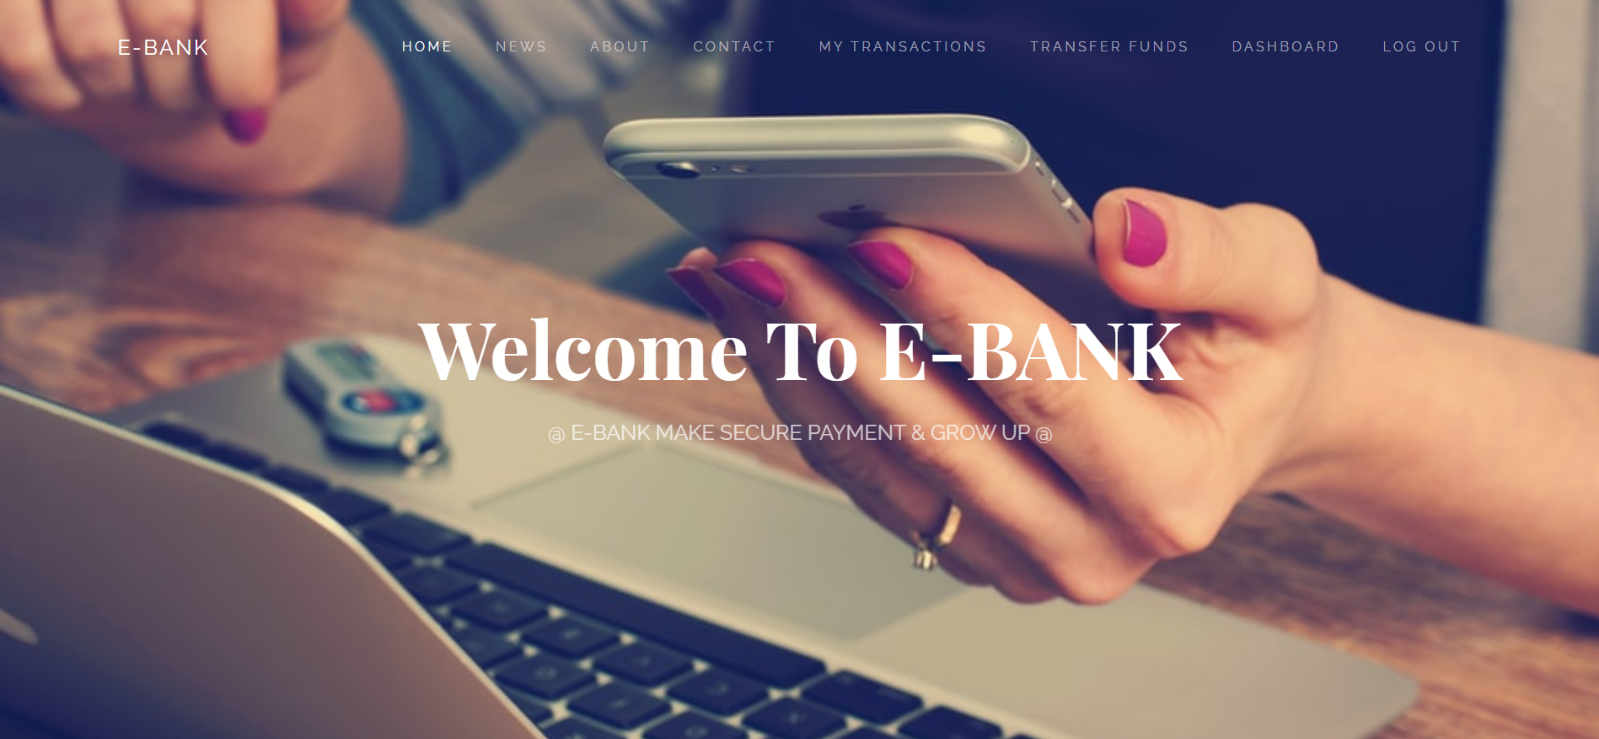 E-BANK
HOME NEWS ABOUT CONTACT MY TRANSACTIONS TRANSFER FUNDS DASHBOARD LOG OUT
Welcome To E-BANK
@ E-BANK MAKE SECURE PAYMENT & GROW UP @